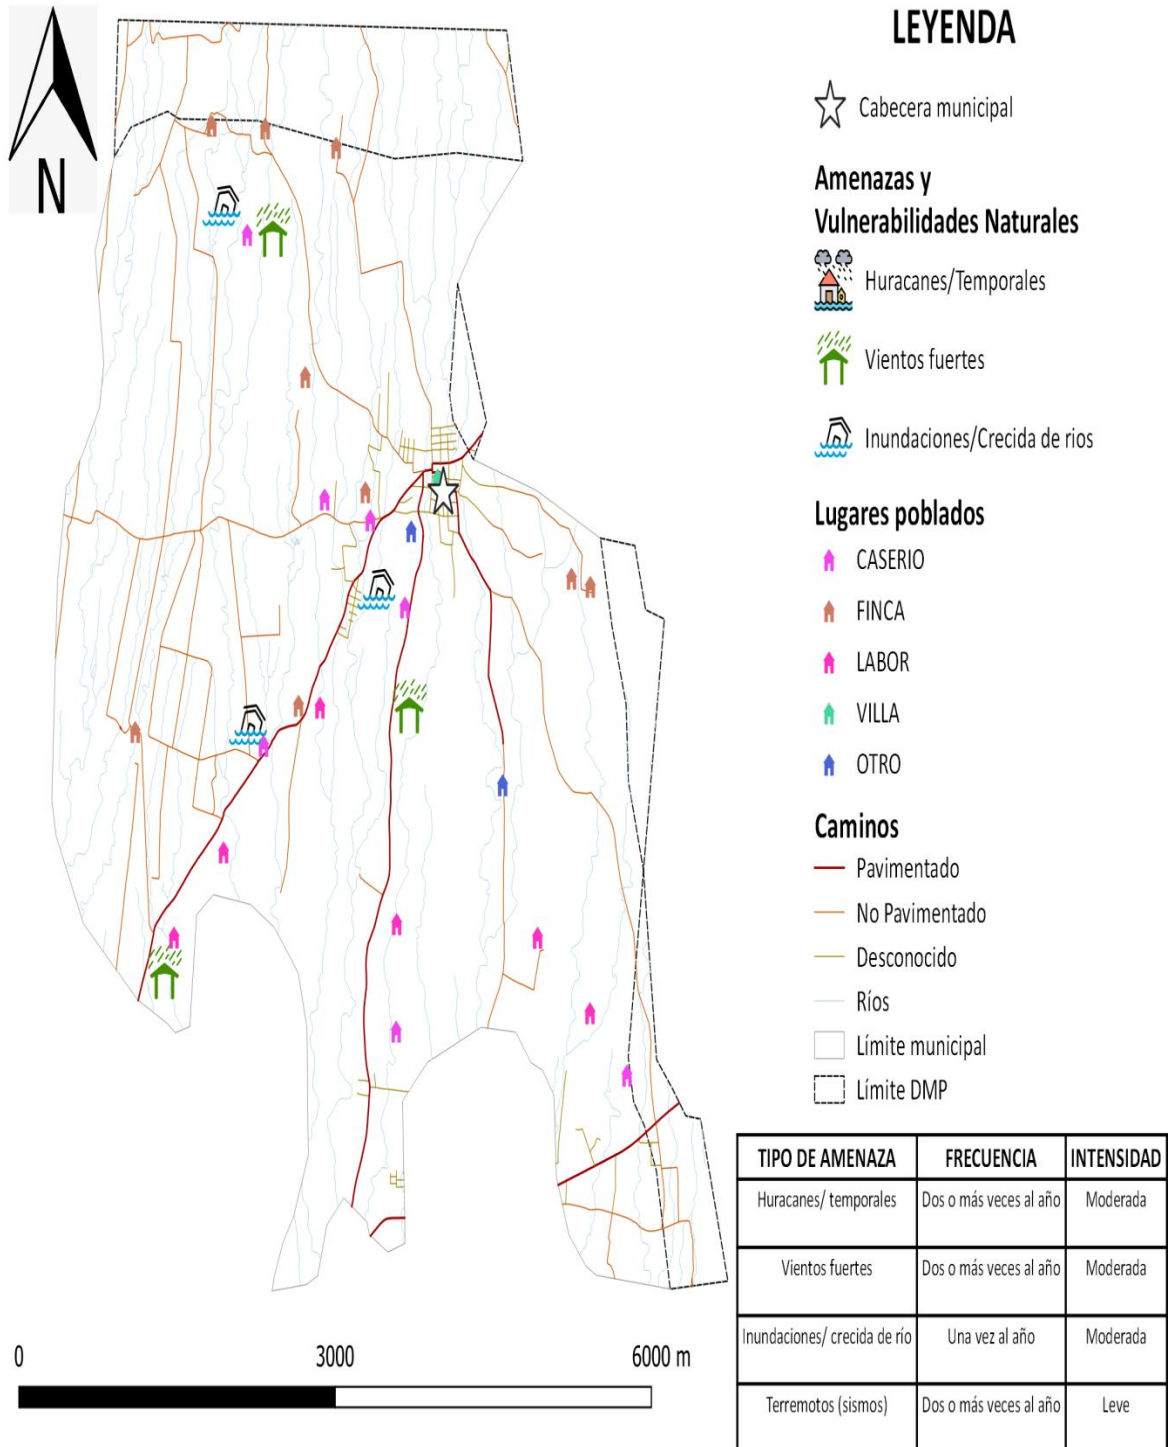 N
LEYENDA
Cabecera municipal
Amenazas y
Vulnerabilidades Naturales
Huracanes/Temporales
Vientos fuertes
Inundaciones/Crecida de rios
Lugares poblados
CASERIO
FINCA
LABOR
VILLA
OTRO
Caminos
Pavimentado
No Pavimentado
Desconocido
Ríos
Límite municipal
Límite DMP
TIPO DE AMENAZA FRECUENCIA INTENSIDAD
Huracanes/ temporales Dos o más veces al año Moderada
Vientos fuertes Dos o más veces al año Moderada
Inundaciones/ crecida de río Una vez al año Moderada
Terremotos (sismos) Dos o más veces al año Leve
0 3000 6000 m